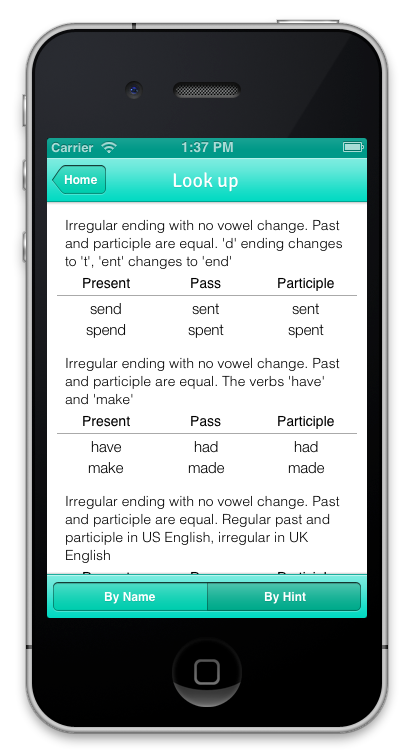 Carrier 1:37 PM
Home Look up
Irregular ending with no vowel change. Past
and participle are equal. 'd' ending changes
to 't', 'ent' changes to 'end'
Present Pass Participle
send sent sent
spend spent spent
Irregular ending with no vowel change. Past
and participle are equal. The verbs 'have'
and 'make'
Present Pass Participle
have had had
make made made
Irregular ending with no vowel change. Past
and participle are equal. Regular past and
participle in US English, irregular in UK
English
By Name By Hint